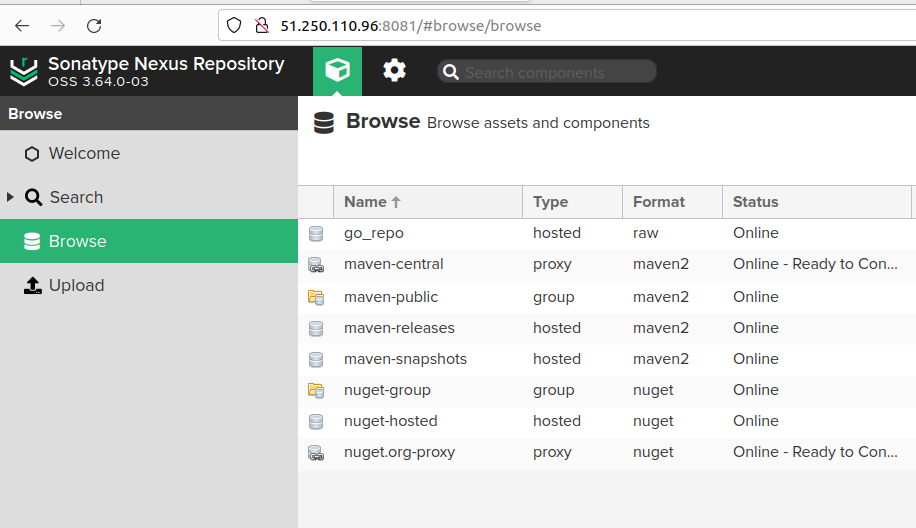 51.250.110.96:8081/#browse/browse
Sonatype Nexus Repository
OSS 3.64.0-03
Search components
Browse
Browse Browse assets and components
Welcome
Search
Browse
Upload
Name Type Format Status
go_repo hosted raw Online
maven-central proxy maven2 Online - Ready to Con...
maven-public group maven2 Online
maven-releases hosted maven2 Online
maven-snapshots hosted maven2 Online
nuget-group group nuget Online
nuget-hosted hosted nuget Online
nuget.org-proxy proxy nuget Online - Ready to Con...